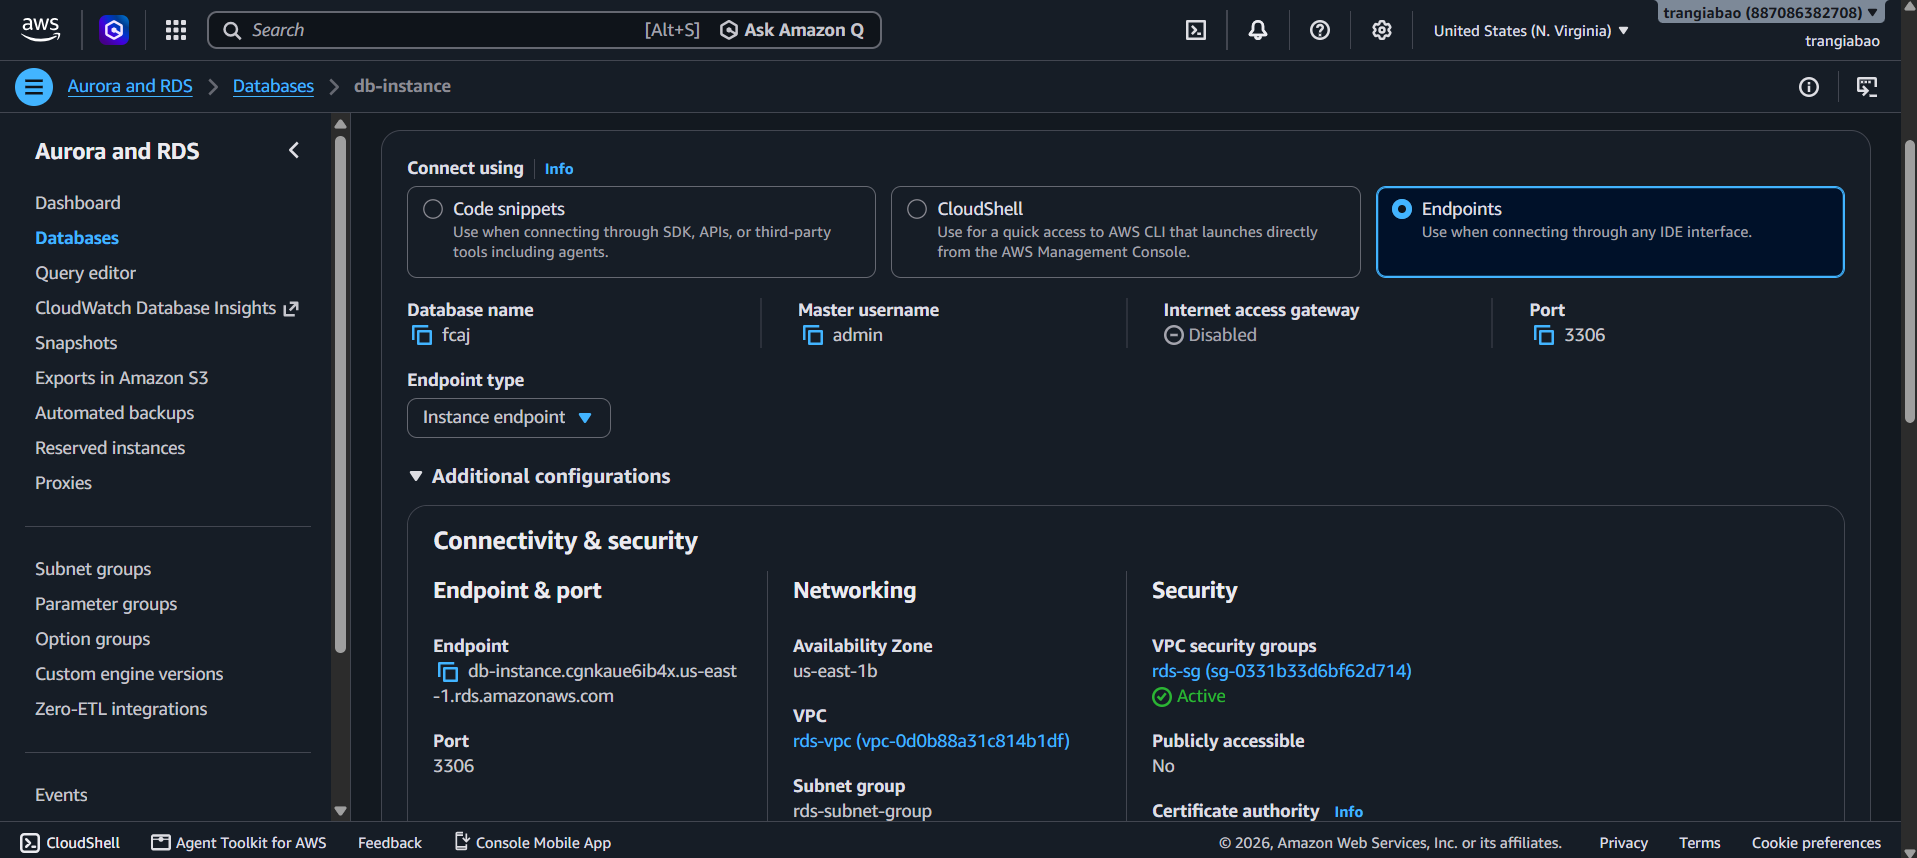 aws
Search
[Alt+S]
Ask Amazon Q
United States (N. Virginia)
trangiabao (887086382708)
trangiabao
Aurora and RDS
Databases
db-instance
Aurora and RDS
Dashboard
Databases
Query editor
CloudWatch Database Insights
Snapshots
Exports in Amazon S3
Automated backups
Reserved instances
Proxies
Subnet groups
Parameter groups
Option groups
Custom engine versions
Zero-ETL integrations
Events
Connect using
Info
Code snippets
Use when connecting through SDK, APIs, or third-party
tools including agents.
CloudShell
Use for a quick access to AWS CLI that launches directly
from the AWS Management Console.
Endpoints
Use when connecting through any IDE interface.
Database name
fcaj
Master username
admin
Internet access gateway
Disabled
Port
3306
Endpoint type
Instance endpoint
Additional configurations
Connectivity & security
Endpoint & port
Endpoint
db-instance.cgnkaue6ib4x.us-east
-1.rds.amazonaws.com
Port
3306
Networking
Availability Zone
us-east-1b
VPC
rds-vpc (vpc-0d0b88a31c814b1df)
Subnet group
rds-subnet-group
Security
VPC security groups
rds-sg (sg-0331b33d6bf62d714)
Active
Publicly accessible
No
Certificate authority
Info
CloudShell
Agent Toolkit for AWS
Feedback
Console Mobile App
© 2026, Amazon Web Services, Inc. or its affiliates.
Privacy
Terms
Cookie preferences